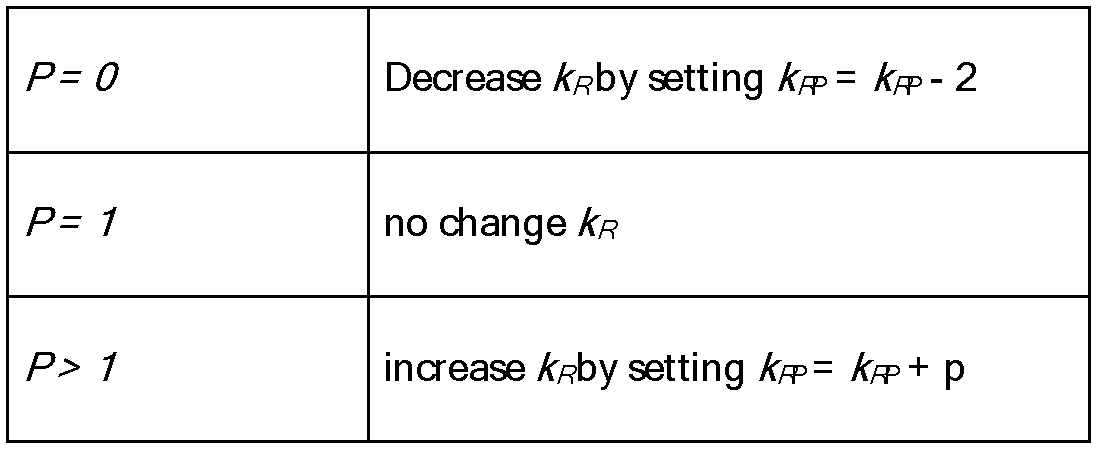 P = 0
Decrease kR by setting kRP = kRP - 2
P = 1
no change kR
P > 1
increase kR by setting kRP = kRP + p